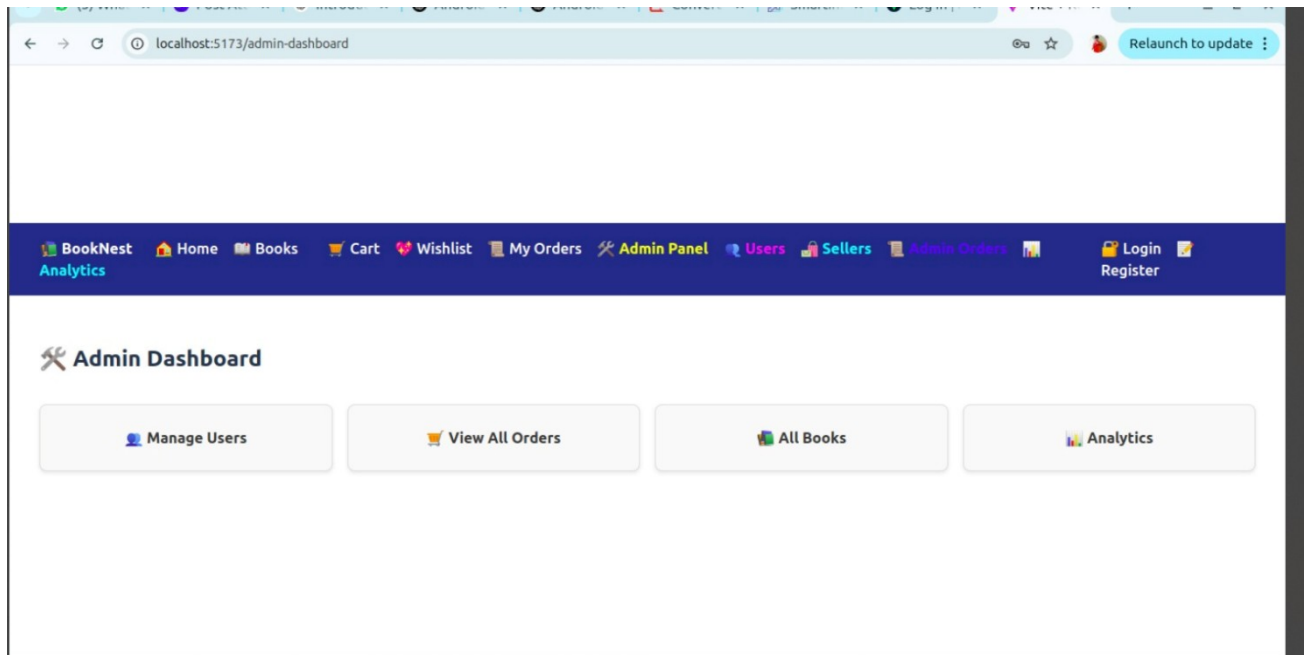 localhost:5173/admin-dashboard
Relaunch to update
BookNest Home Books Cart Wishlist My Orders Admin Panel Users Sellers Admin Orders
Analytics
Login
Register
Admin Dashboard
Manage Users View All Orders All Books Analytics